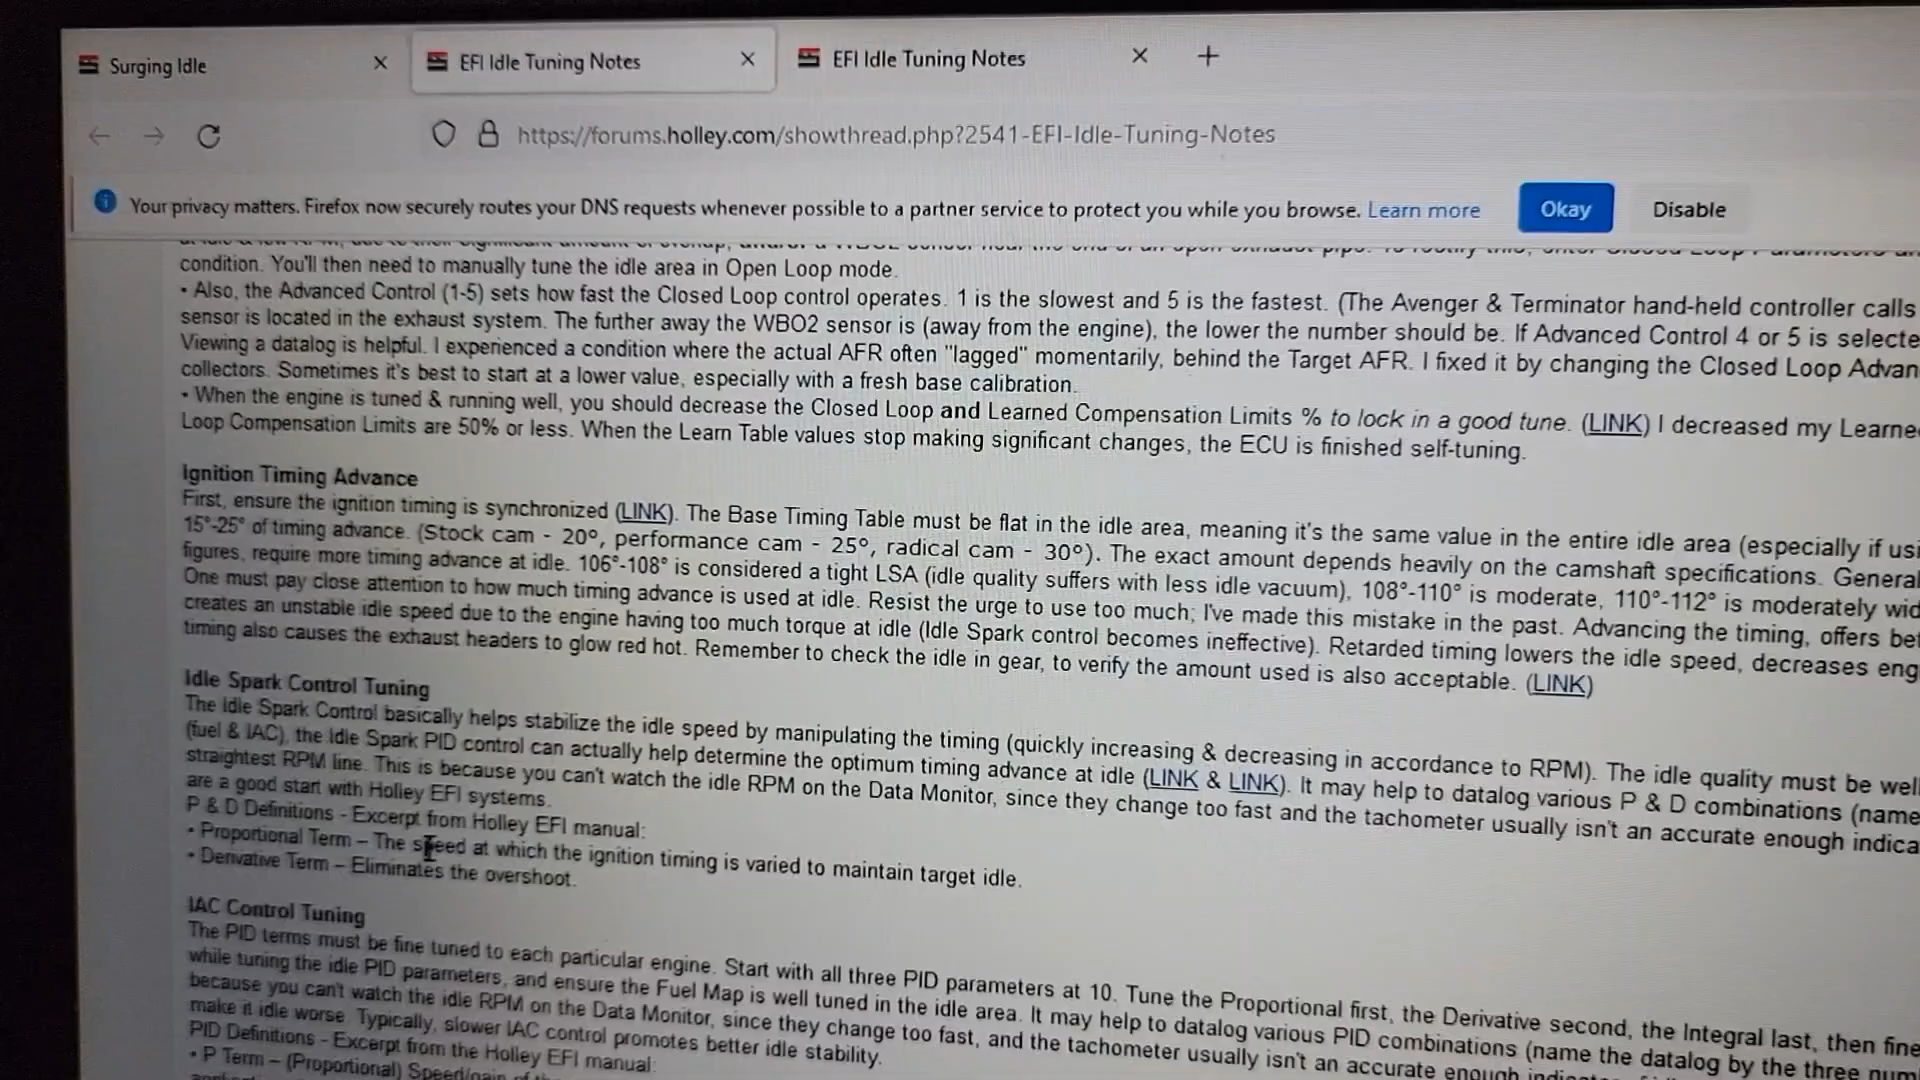 Surging Idle
EFI Idle Tuning Notes
EFI Idle Tuning Notes
https://forums.holley.com/showthread.php?2541-EFI-Idle-Tuning-Notes
Your privacy matters. Firefox now securely routes your DNS requests whenever possible to a partner service to protect you while you browse. Learn more
Okay
Disable
condition. You'll then need to manually tune the idle area in Open Loop mode.
• Also, the Advanced Control (1-5) sets how fast the Closed Loop control operates. 1 is the slowest and 5 is the fastest. (The Avenger & Terminator hand-held controller calls
sensor is located in the exhaust system. The further away the WBO2 sensor is (away from the engine), the lower the number should be. If Advanced Control 4 or 5 is selecte
Viewing a datalog is helpful. I experienced a condition where the actual AFR often "lagged" momentarily, behind the Target AFR. I fixed it by changing the Closed Loop Advan
collectors. Sometimes it's best to start at a lower value, especially with a fresh base calibration.
• When the engine is tuned & running well, you should decrease the Closed Loop and Learned Compensation Limits % to lock in a good tune. (LINK) I decreased my Learne
Loop Compensation Limits are 50% or less. When the Learn Table values stop making significant changes, the ECU is finished self-tuning.
Ignition Timing Advance
First, ensure the ignition timing is synchronized (LINK). The Base Timing Table must be flat in the idle area, meaning it's the same value in the entire idle area (especially if usi
15°-25° of timing advance. (Stock cam - 20º, performance cam - 25º, radical cam - 30º). The exact amount depends heavily on the camshaft specifications. General
figures, require more timing advance at idle. 106°-108° is considered a tight LSA (idle quality suffers with less idle vacuum), 108°-110° is moderate, 110°-112° is moderately wid
One must pay close attention to how much timing advance is used at idle. Resist the urge to use too much; I've made this mistake in the past. Advancing the timing, offers bet
creates an unstable idle speed due to the engine having too much torque at idle (Idle Spark control becomes ineffective). Retarded timing lowers the idle speed, decreases eng
timing also causes the exhaust headers to glow red hot. Remember to check the idle in gear, to verify the amount used is also acceptable. (LINK)
Idle Spark Control Tuning
The Idle Spark Control basically helps stabilize the idle speed by manipulating the timing (quickly increasing & decreasing in accordance to RPM). The idle quality must be well
(fuel & IAC), the Idle Spark PID control can actually help determine the optimum timing advance at idle (LINK & LINK). It may help to datalog various P & D combinations (name
straightest RPM line. This is because you can't watch the idle RPM on the Data Monitor, since they change too fast and the tachometer usually isn't an accurate enough indica
are a good start with Holley EFI systems.
P & D Definitions - Excerpt from Holley EFI manual:
• Proportional Term – The speed at which the ignition timing is varied to maintain target idle.
• Derivative Term – Eliminates the overshoot.
IAC Control Tuning
The PID terms must be fine tuned to each particular engine. Start with all three PID parameters at 10. Tune the Proportional first, the Derivative second, the Integral last, then fine
while tuning the idle PID parameters, and ensure the Fuel Map is well tuned in the idle area. It may help to datalog various PID combinations (name the datalog by the three num
because you can't watch the idle RPM on the Data Monitor, since they change too fast, and the tachometer usually isn't an accurate enough
make it idle worse. Typically, slower IAC control promotes better idle stability.
PID Definitions - Excerpt from the Holley EFI manual:
• P Term – (Proportional) Speed/gain of